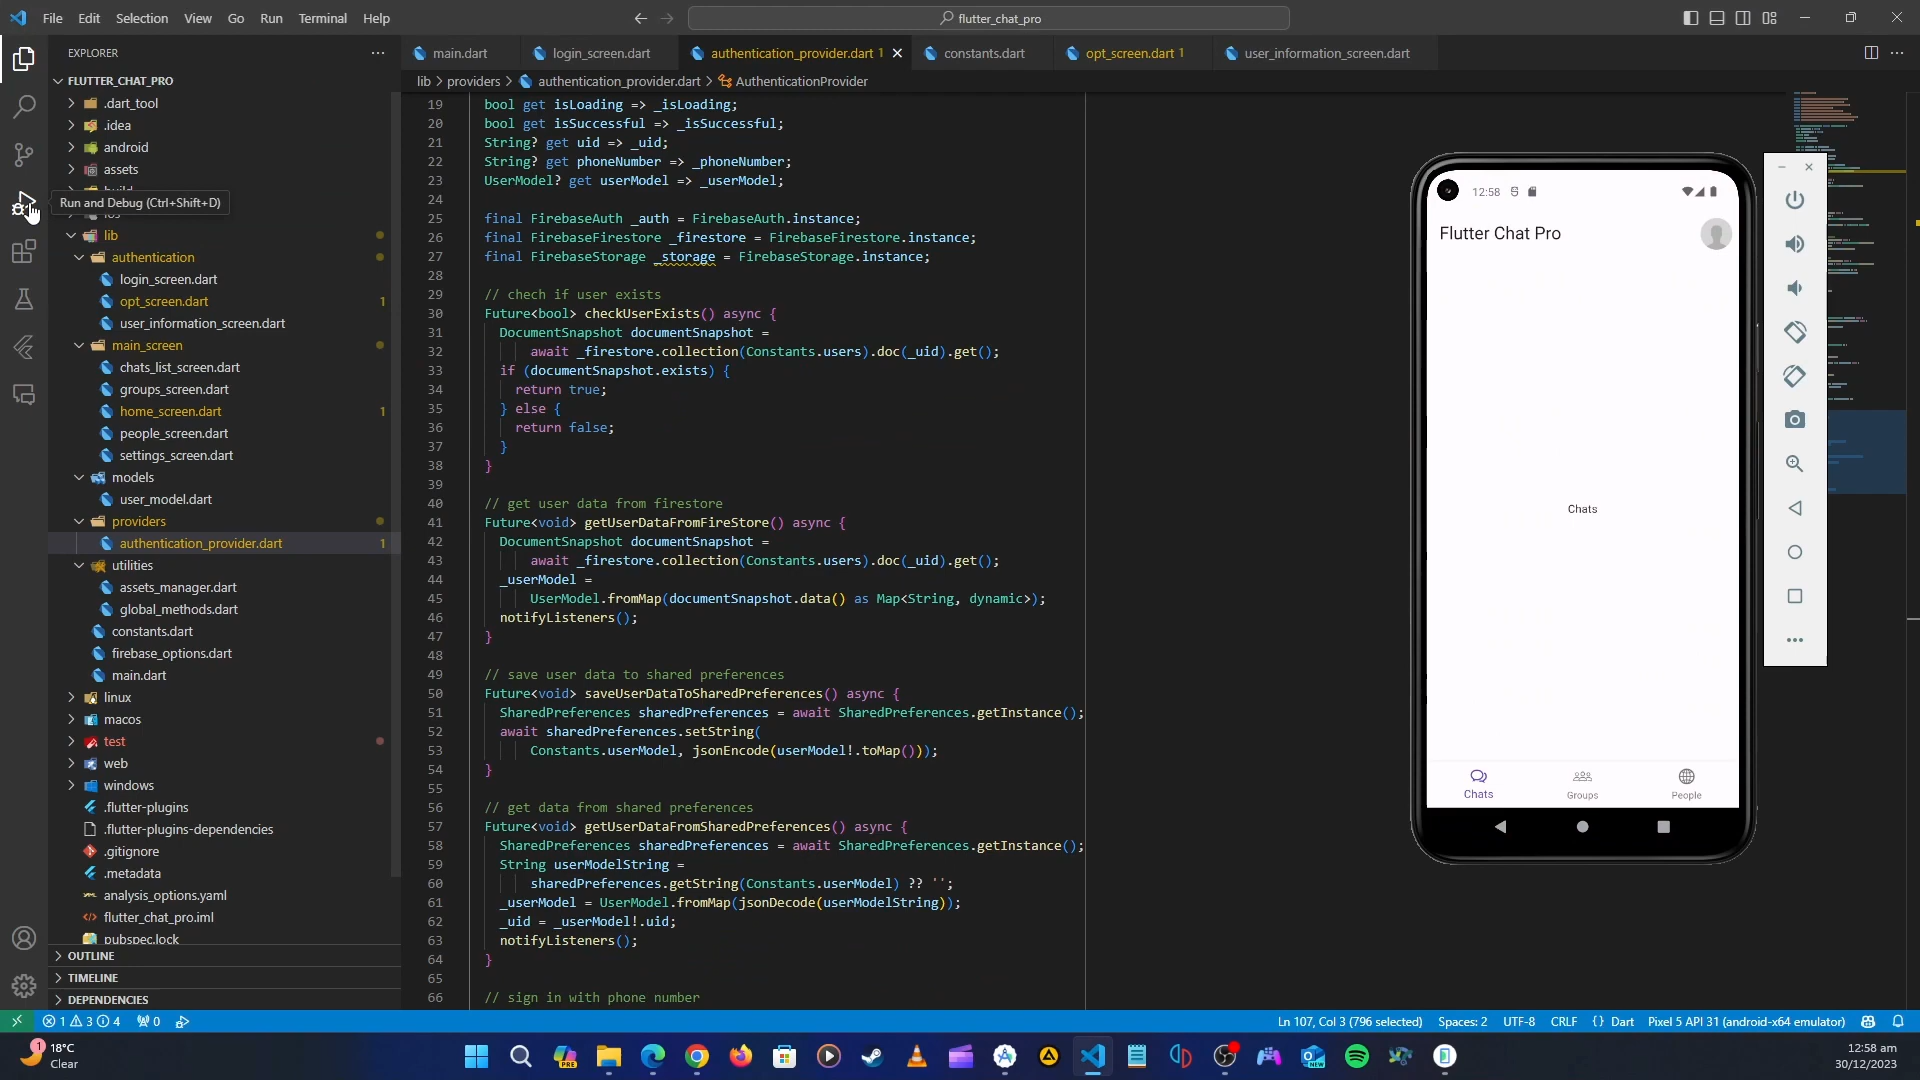 File Edit Selection View Go Run Terminal Help
flutter_chat_pro
EXPLORER
FLUTTER_CHAT_PRO
.dart_tool
.idea
android
assets
Run and Debug (Ctrl+Shift+D)
lib
authentication
login_screen.dart
opt_screen.dart 1
user_information_screen.dart
main_screen
chats_list_screen.dart
groups_screen.dart
home_screen.dart 1
people_screen.dart
settings_screen.dart
models
user_model.dart
providers
authentication_provider.dart 1
utilities
assets_manager.dart
global_methods.dart
constants.dart
firebase_options.dart
main.dart
linux
macos
test
web
windows
.flutter-plugins
.flutter-plugins-dependencies
.gitignore
.metadata
analysis_options.yaml
flutter_chat_pro.iml
pubspec.lock
OUTLINE
TIMELINE
DEPENDENCIES
main.dart login_screen.dart authentication_provider.dart 1 constants.dart opt_screen.dart 1 user_information_screen.dart
lib > providers > authentication_provider.dart > AuthenticationProvider
19 bool get isLoading => _isLoading;
20 bool get isSuccessful => _isSuccessful;
21 String? get uid => _uid;
22 String? get phoneNumber => _phoneNumber;
23 UserModel? get userModel => _userModel;
24
25 final FirebaseAuth _auth = FirebaseAuth.instance;
26 final FirebaseFirestore _firestore = FirebaseFirestore.instance;
27 final FirebaseStorage _storage = FirebaseStorage.instance;
28
29 // chech if user exists
30 Future<bool> checkUserExists() async {
31 DocumentSnapshot documentSnapshot =
32 await _firestore.collection(Constants.users).doc(_uid).get();
33 if (documentSnapshot.exists) {
34 return true;
35 } else {
36 return false;
37 }
38 }
39
40 // get user data from firestore
41 Future<void> getUserDataFromFireStore() async {
42 DocumentSnapshot documentSnapshot =
43 await _firestore.collection(Constants.users).doc(_uid).get();
44 _userModel =
45 UserModel.fromMap(documentSnapshot.data() as Map<String, dynamic>);
46 notifyListeners();
47 }
48
49 // save user data to shared preferences
50 Future<void> saveUserDataToSharedPreferences() async {
51 SharedPreferences sharedPreferences = await SharedPreferences.getInstance();
52 await sharedPreferences.setString(
53 Constants.userModel, jsonEncode(userModel!.toMap()));
54 }
55
56 // get data from shared preferences
57 Future<void> getUserDataFromSharedPreferences() async {
58 SharedPreferences sharedPreferences = await SharedPreferences.getInstance();
59 String userModelString =
60 sharedPreferences.getString(Constants.userModel) ?? '';
61 _userModel = UserModel.fromMap(jsonDecode(userModelString));
62 _uid = _userModel!.uid;
63 notifyListeners();
64 }
65
66 // sign in with phone number
12:58
Flutter Chat Pro
Chats
Chats Groups People
1 3 4 0
Ln 107, Col 3 (796 selected) Spaces: 2 UTF-8 CRLF {} Dart Pixel 5 API 31 (android-x64 emulator)
1 18°C
Clear
PRE
NEW
12:58 am
30/12/2023